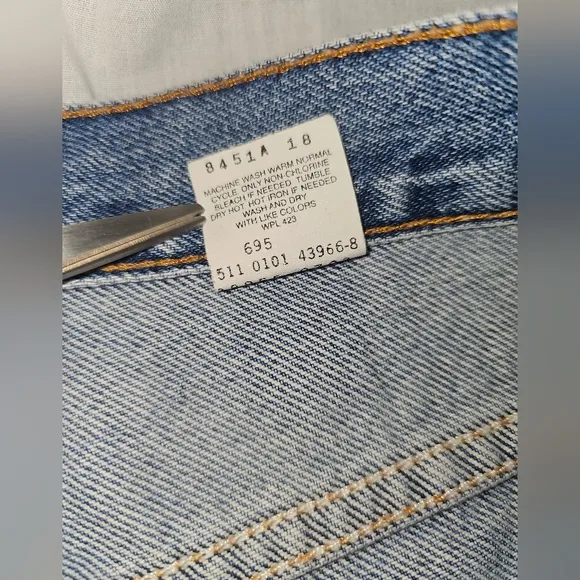 8451A 18
MACHINE WASH WARM NORMAL
CYCLE ONLY NON-CHLORINE
BLEACH IF NEEDED TUMBLE
DRY HOT HOT IRON IF NEEDED
WASH AND DRY
WITH LIKE COLORS
WPL 423
695
511 0101 43966-8